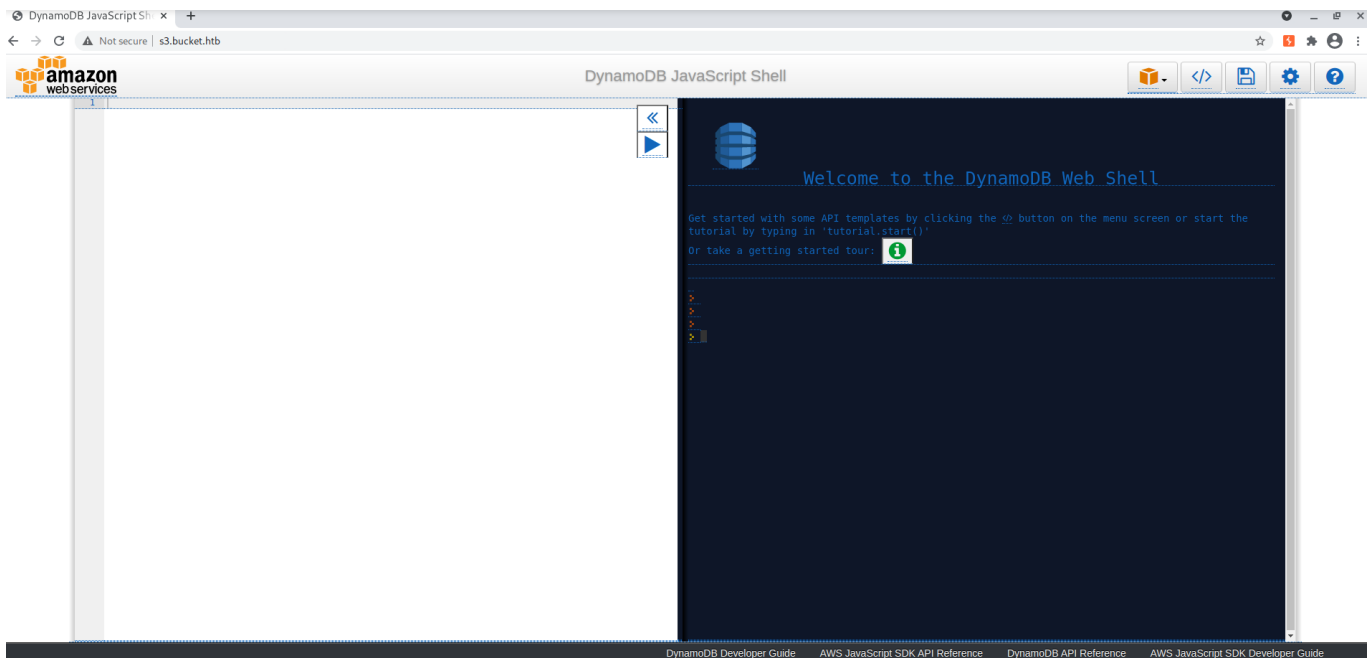 DynamoDB JavaScript Sh
Not secure | s3.bucket.htb
amazon
webservices
DynamoDB JavaScript Shell
</>
1
Welcome to the DynamoDB Web Shell
Get started with some API templates by clicking the </> button on the menu screen or start the
tutorial by typing in 'tutorial.start()'
Or take a getting started tour:
>
>
>
>
DynamoDB Developer Guide AWS JavaScript SDK API Reference DynamoDB API Reference AWS JavaScript SDK Developer Guide